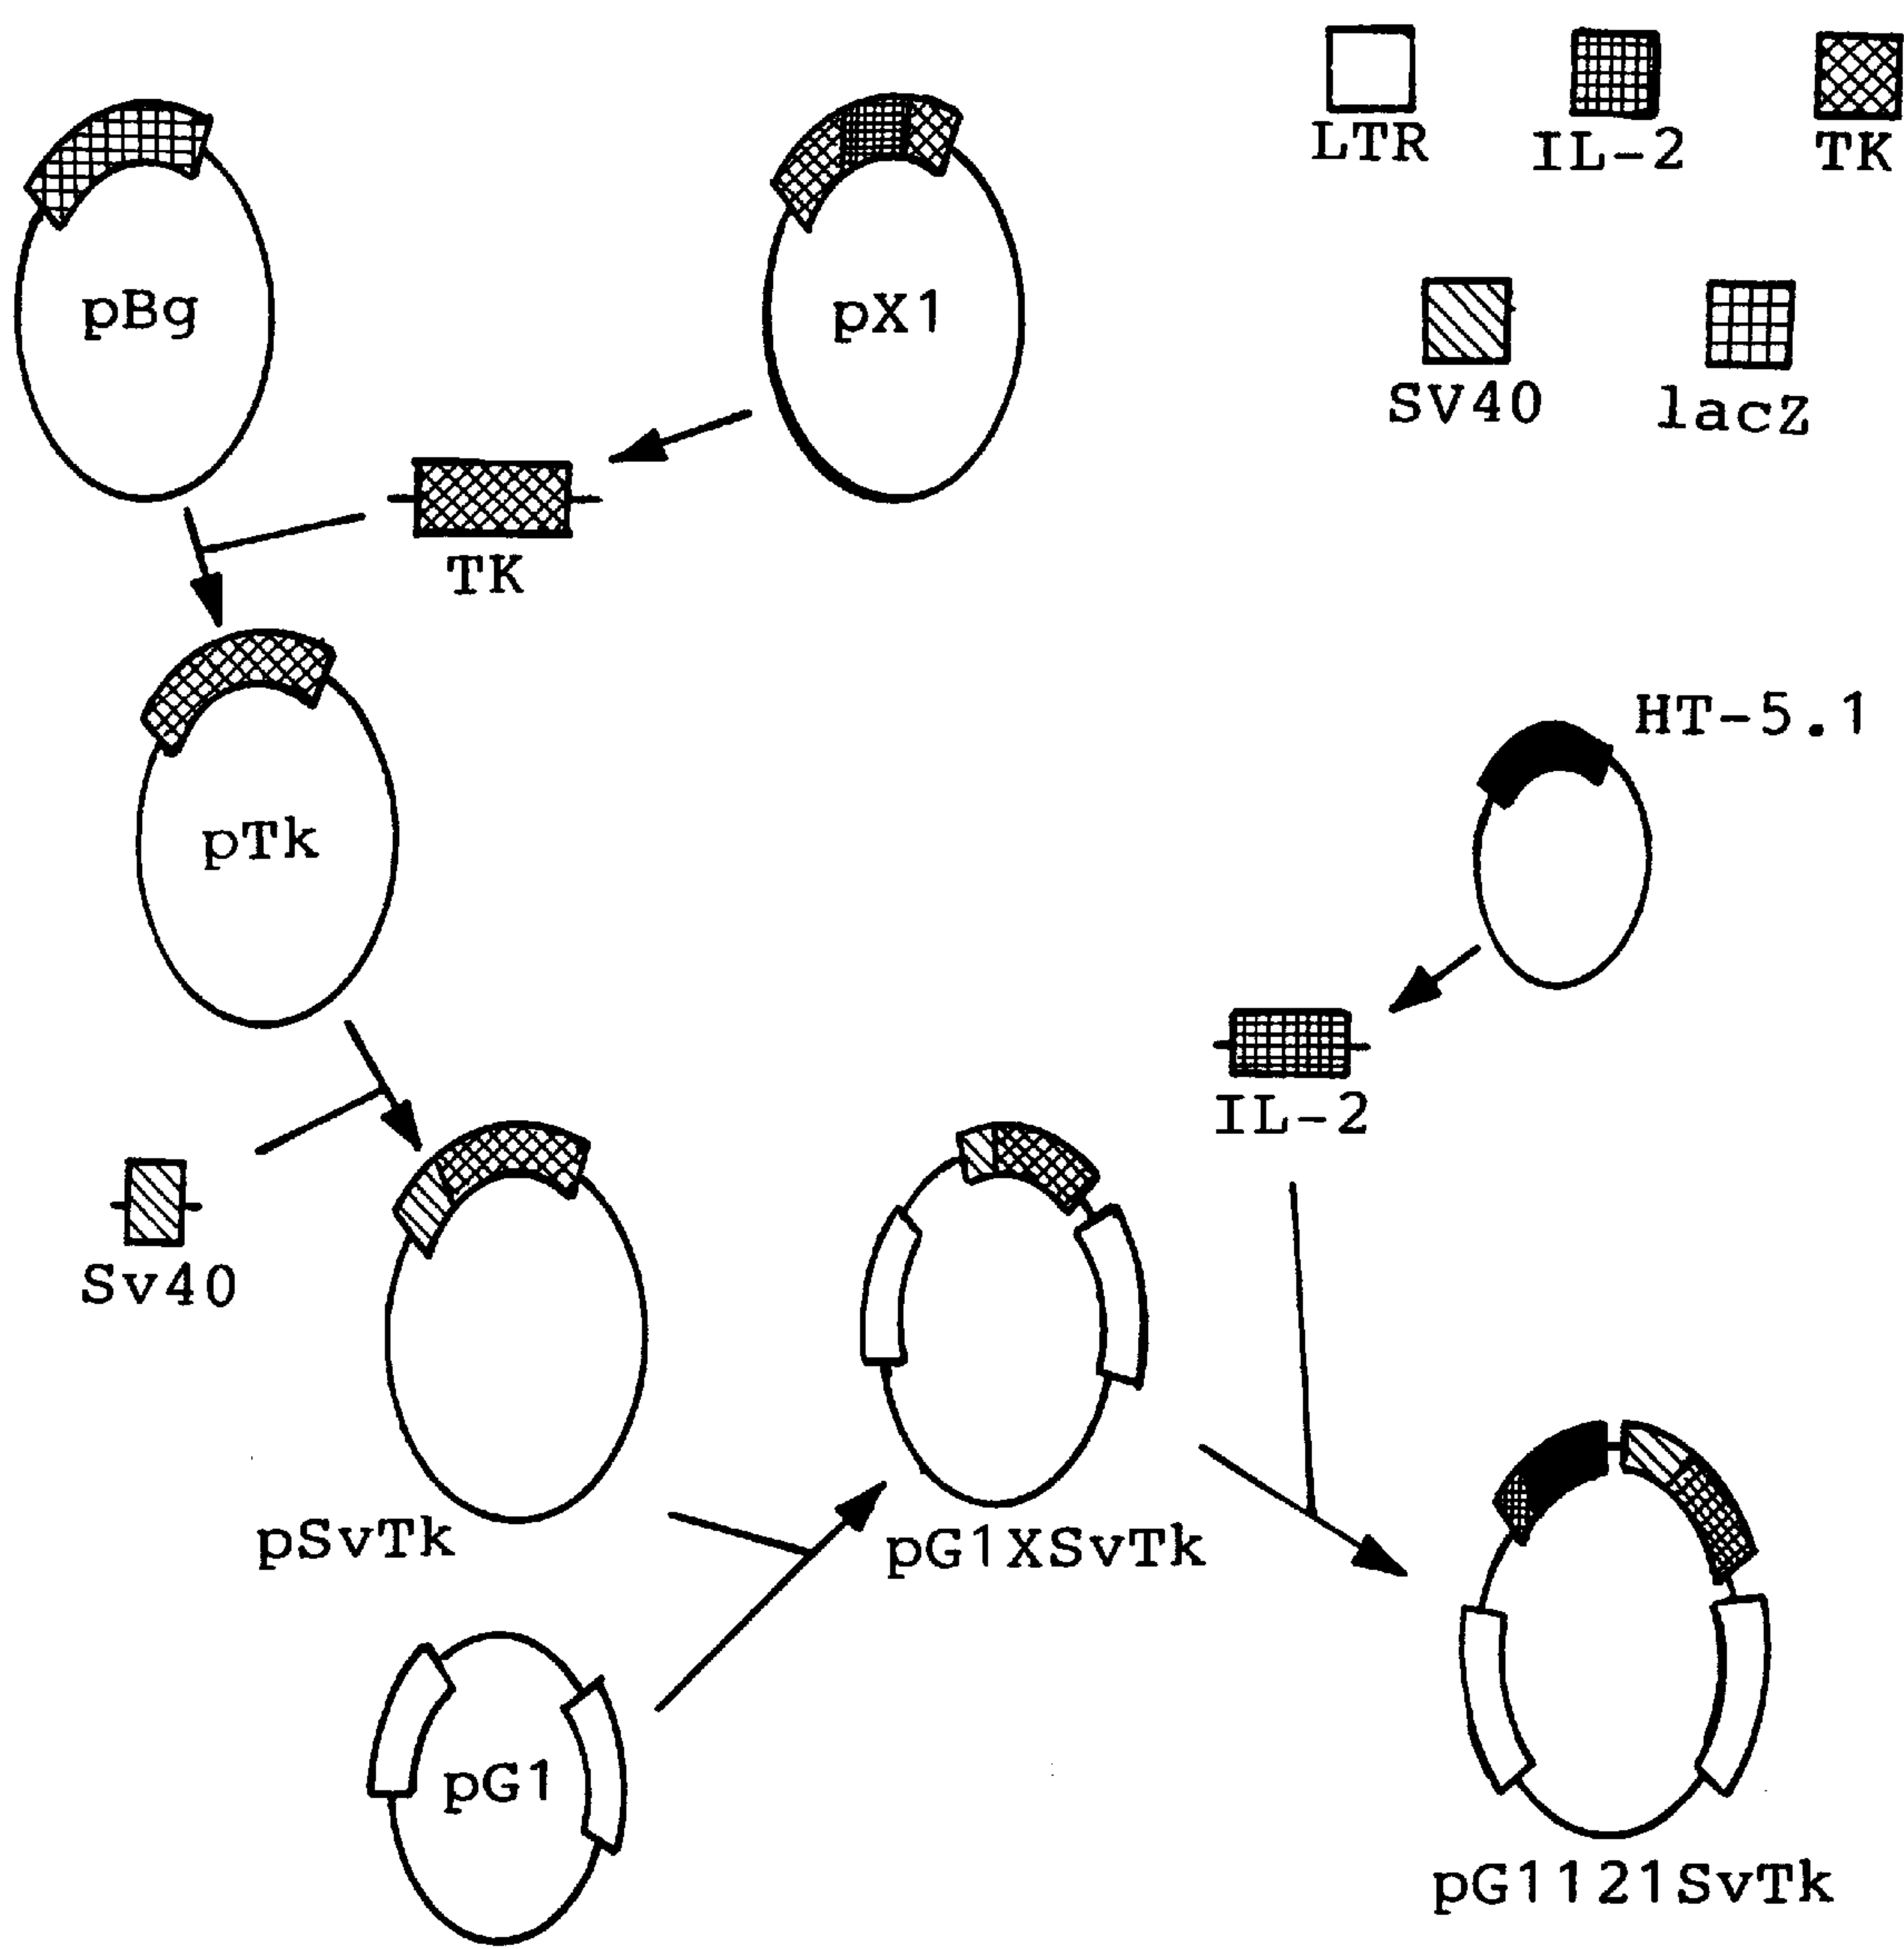 LTR
IL-2
TK
pBg
pX1
SV40
lacZ
TK
HT-5.1
pTk
IL-2
Sv40
pSvTk
pG1XSvTk
pG1
pG1121SvTk